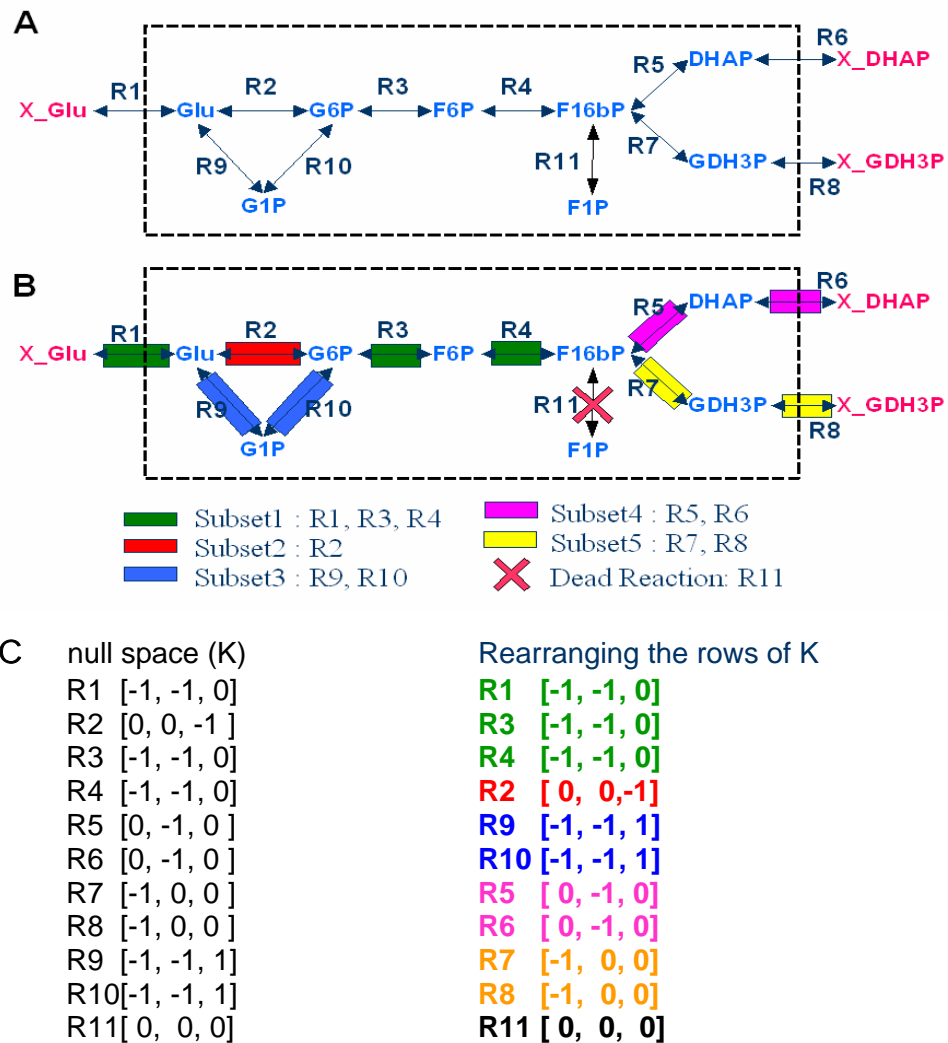 A
R1
R2
R3
R4
R5
R6
X_Glu
Glu
G6P
F6P
F16bP
DHAP
X_DHAP
R9
R10
R11
R7
GDH3P
X_GDH3P
R8
G1P
F1P
B
R1
R2
R3
R4
R5
R6
X_Glu
Glu
G6P
F6P
F16bP
DHAP
X_DHAP
R9
R10
R11
R7
GDH3P
X_GDH3P
R8
G1P
F1P
Subset1 : R1, R3, R4
Subset2 : R2
Subset3 : R9, R10
Subset4 : R5, R6
Subset5 : R7, R8
Dead Reaction: R11
C
null space (K)
R1 [-1, -1, 0]
R2 [0, 0, -1 ]
R3 [-1, -1, 0]
R4 [-1, -1, 0]
R5 [0, -1, 0 ]
R6 [0, -1, 0 ]
R7 [-1, 0, 0 ]
R8 [-1, 0, 0 ]
R9 [-1, -1, 1]
R10[-1, -1, 1]
R11[ 0, 0, 0]
Rearranging the rows of K
R1 [-1, -1, 0]
R3 [-1, -1, 0]
R4 [-1, -1, 0]
R2 [ 0, 0,-1]
R9 [-1, -1, 1]
R10 [-1, -1, 1]
R5 [ 0, -1, 0]
R6 [ 0, -1, 0]
R7 [-1, 0, 0]
R8 [-1, 0, 0]
R11 [ 0, 0, 0]